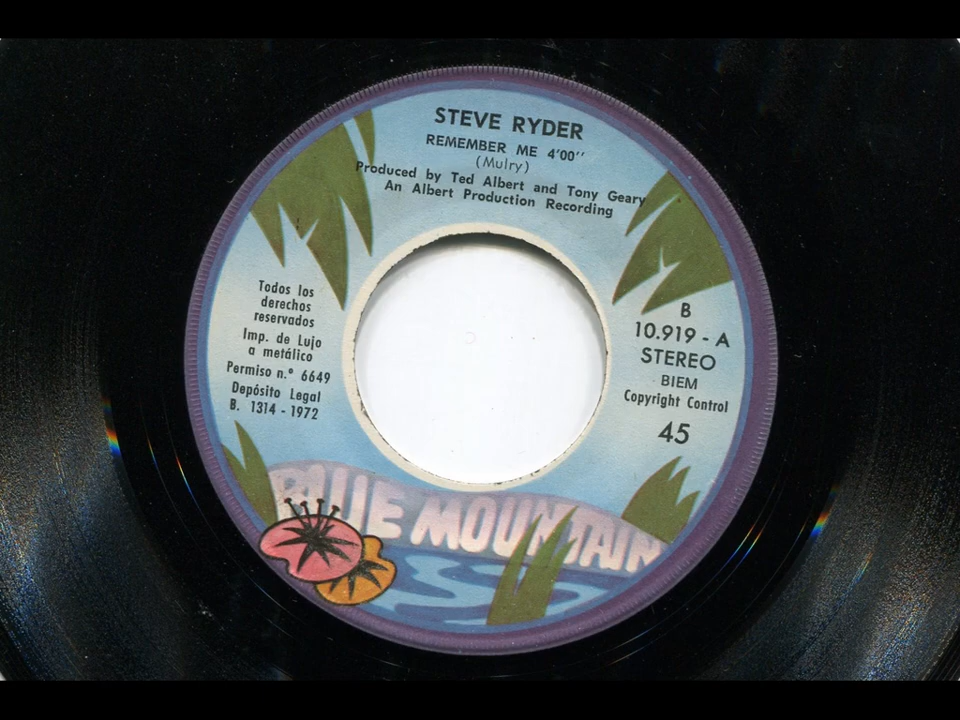 STEVE RYDER
REMEMBER ME 4'00''
(Mulry)
Produced by Ted Albert and Tony Geary
An Albert Production Recording
Todos los
derechos
reservados
Imp. de Lujo
a metálico
Permiso n.º 6649
Depósito Legal
B. 1314 - 1972
B
10.919 - A
STEREO
BIEM
Copyright Control
45
BLUE MOUNTAIN